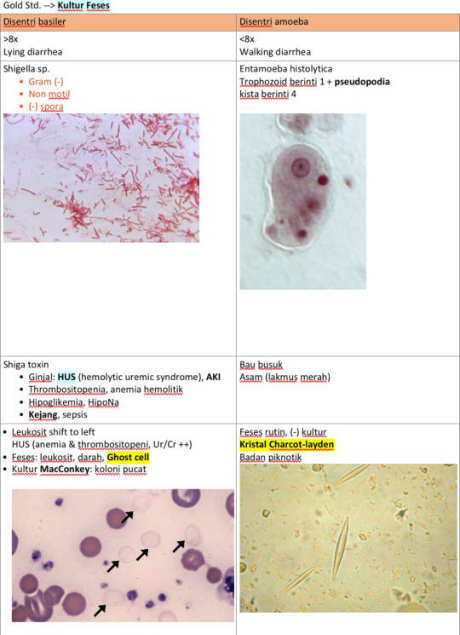 Gold Std. --> Kultur Feses
Disentri basiler
Disentri amoeba
>8x
Lying diarrhea
<8x
Walking diarrhea
Shigella sp.
• Gram (-)
• Non motil
• (-) spora
Entamoeba histolytica
Trophozoid berinti 1 + pseudopodia
kista berinti 4
Shiga toxin
• Ginjal: HUS (hemolytic uremic syndrome), AKI
• Thrombositopenia, anemia hemolitik
• Hipoglikemia, HipoNa
• Kejang, sepsis
Bau busuk
Asam (lakmus merah)
• Leukosit shift to left
HUS (anemia & thrombositopeni, Ur/Cr ++)
• Feses: leukosit, darah, Ghost cell
• Kultur MacConkey: koloni pucat
Feses rutin, (-) kultur
Kristal Charcot-layden
Badan piknotik